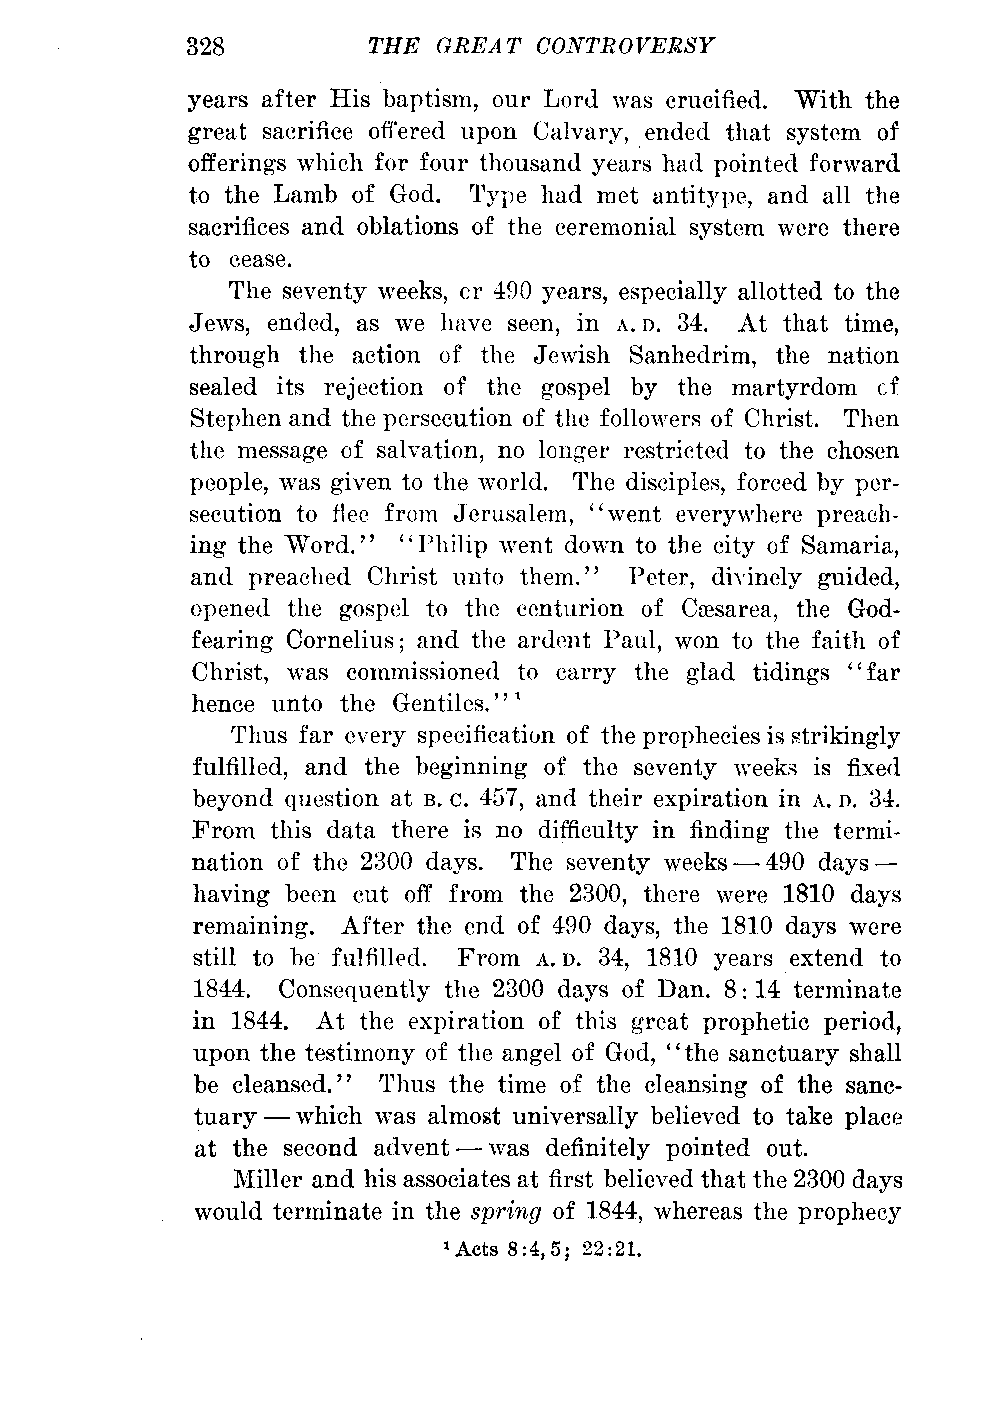 328 THE GREAT CONTROVERSY
years after His baptism, our Lord was crucified. With the
great sacrifice offered upon Calvary, ended that system of
offerings which for four thousand years had pointed forward
to the Lamb of God. Type had met antitype, and all the
sacrifices and oblations of the ceremonial system were there
to cease.
The seventy weeks, or 490 years, especially allotted to the
Jews, ended, as we have seen, in A. D. 34. At that time,
through the action of the Jewish Sanhedrim, the nation
sealed its rejection of the gospel by the martyrdom of
Stephen and the persecution of the followers of Christ. Then
the message of salvation, no longer restricted to the chosen
people, was given to the world. The disciples, forced by per-
secution to flee from Jerusalem, "went everywhere preach-
ing the Word." "Philip went down to the city of Samaria,
and preached Christ unto them." Peter, divinely guided,
opened the gospel to the centurion of Cæsarea, the God-
fearing Cornelius; and the ardent Paul, won to the faith of
Christ, was commissioned to carry the glad tidings "far
hence unto the Gentiles."¹
Thus far every specification of the prophecies is strikingly
fulfilled, and the beginning of the seventy weeks is fixed
beyond question at B. C. 457, and their expiration in A. D. 34.
From this data there is no difficulty in finding the termi-
nation of the 2300 days. The seventy weeks — 490 days —
having been cut off from the 2300, there were 1810 days
remaining. After the end of 490 days, the 1810 days were
still to be fulfilled. From A. D. 34, 1810 years extend to
1844. Consequently the 2300 days of Dan. 8:14 terminate
in 1844. At the expiration of this great prophetic period,
upon the testimony of the angel of God, "the sanctuary shall
be cleansed." Thus the time of the cleansing of the sanc-
tuary — which was almost universally believed to take place
at the second advent — was definitely pointed out.
Miller and his associates at first believed that the 2300 days
would terminate in the spring of 1844, whereas the prophecy
¹ Acts 8:4, 5; 22:21.